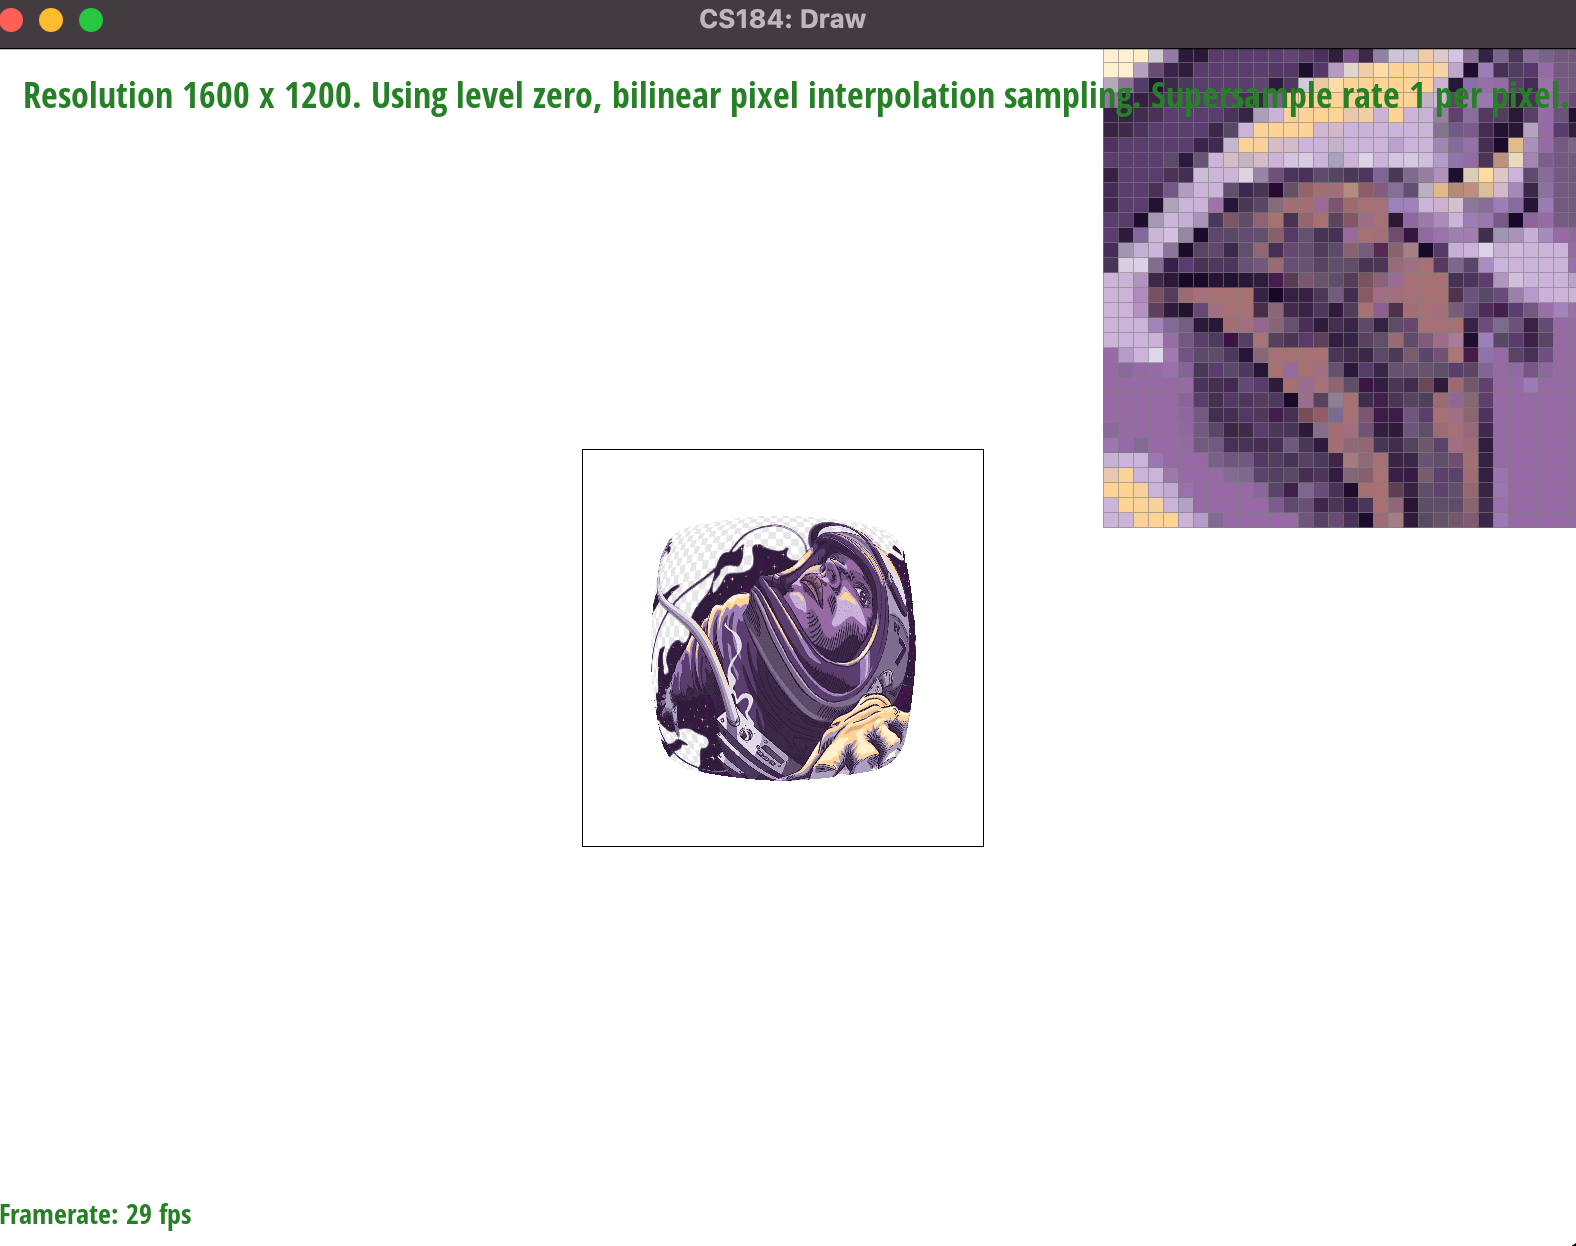 CS184: Draw
Resolution 1600 x 1200. Using level zero, bilinear pixel interpolation sampling. Supersample rate 1 per pixel.
Framerate: 29 fps